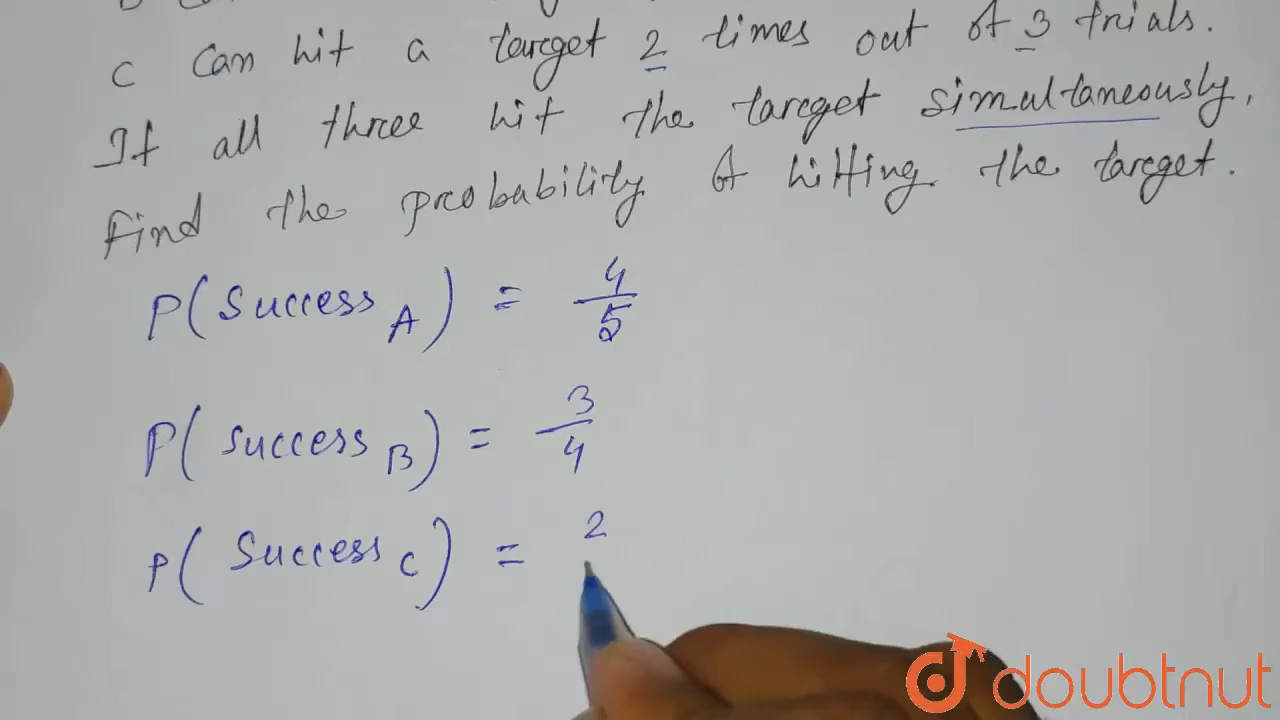 C Can hit a target 2 times out of 3 trials.
If all three hit the target simultaneously,
Find the probability of hitting the target.
P(Success A) = 4/5
P(success B) = 3/4
P(Success C) = 2
doubtnut